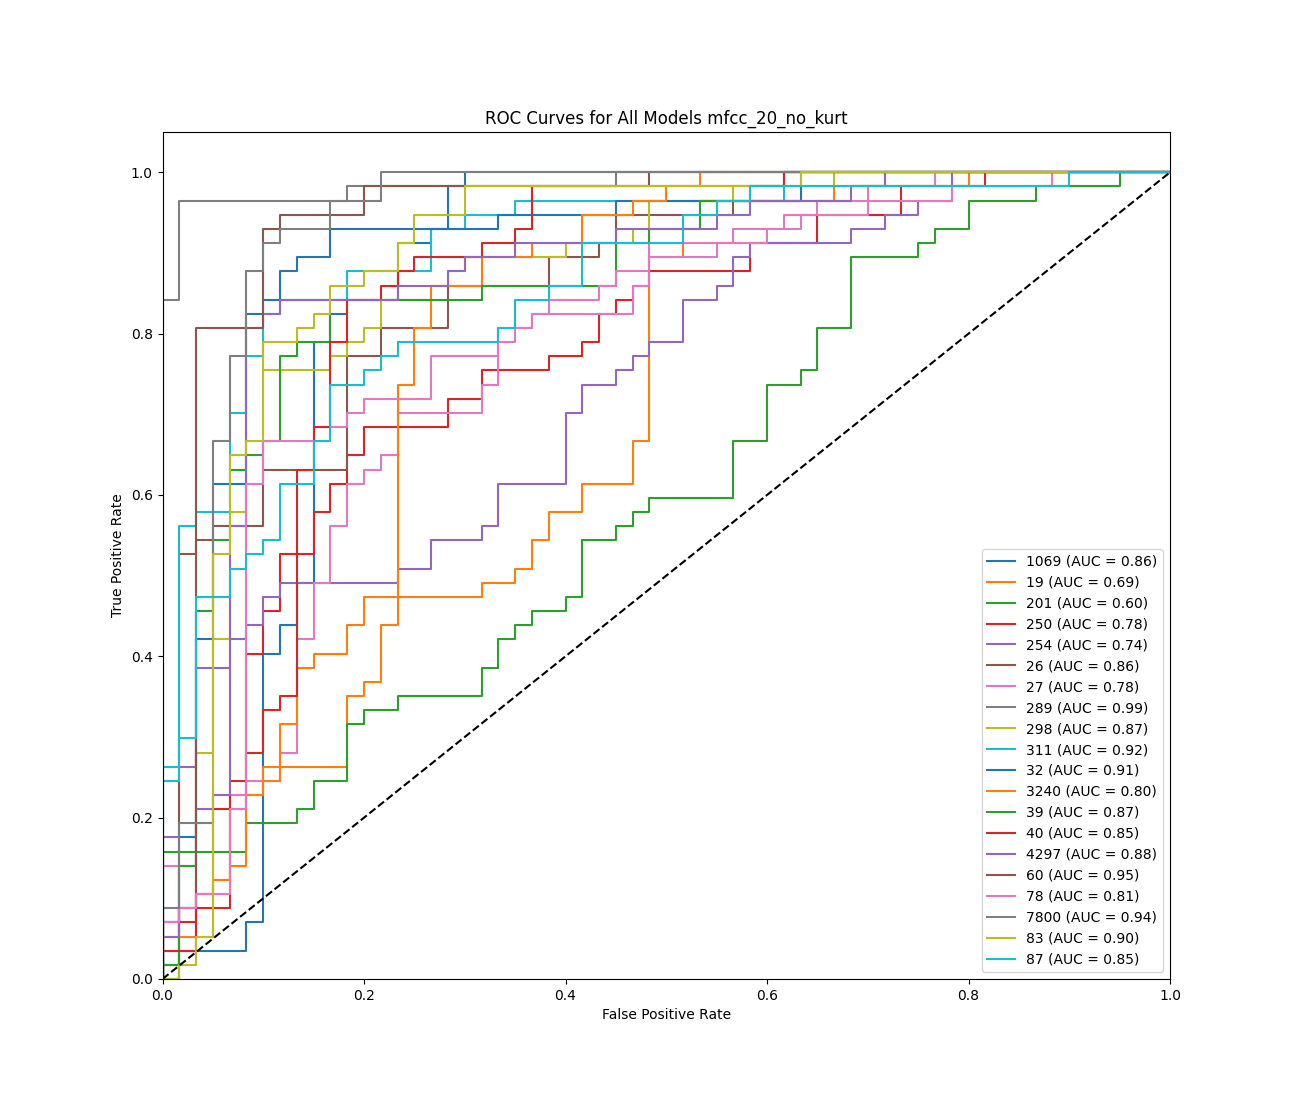 ROC Curves for All Models mfcc_20_no_kurt
True Positive Rate
1.0
0.8
0.6
0.4
0.2
0.0
0.0 0.2 0.4 0.6 0.8 1.0
False Positive Rate
1069 (AUC = 0.86)
19 (AUC = 0.69)
201 (AUC = 0.60)
250 (AUC = 0.78)
254 (AUC = 0.74)
26 (AUC = 0.86)
27 (AUC = 0.78)
289 (AUC = 0.99)
298 (AUC = 0.87)
311 (AUC = 0.92)
32 (AUC = 0.91)
3240 (AUC = 0.80)
39 (AUC = 0.87)
40 (AUC = 0.85)
4297 (AUC = 0.88)
60 (AUC = 0.95)
78 (AUC = 0.81)
7800 (AUC = 0.94)
83 (AUC = 0.90)
87 (AUC = 0.85)